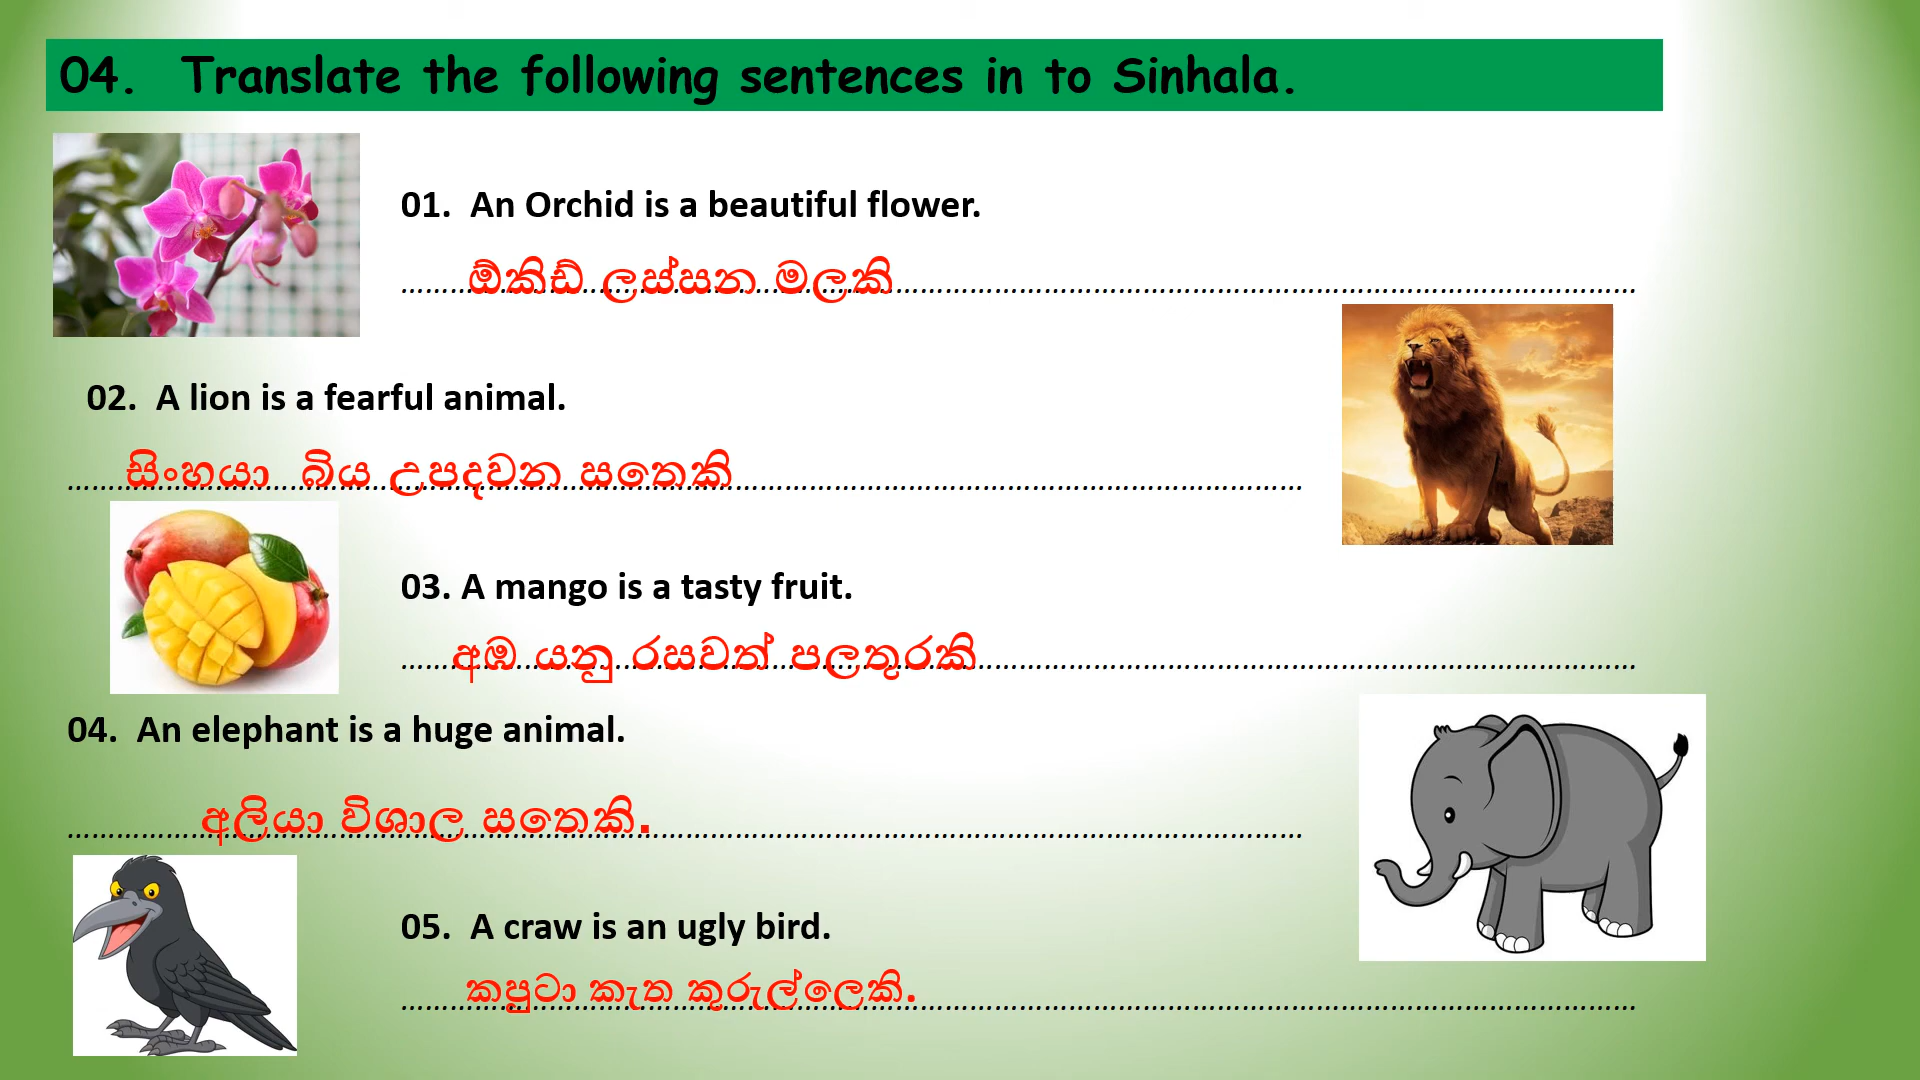 04. Translate the following sentences in to Sinhala.
01. An Orchid is a beautiful flower.
ඕකිඩ් ලස්සන මලකි
02. A lion is a fearful animal.
සිංහයා බිය උපදවන සතෙකි
03. A mango is a tasty fruit.
අඹ යනු රසවත් පලතුරකි
04. An elephant is a huge animal.
අලියා විශාල සතෙකි.
05. A craw is an ugly bird.
කපුටා කැත කුරුල්ලෙකි.